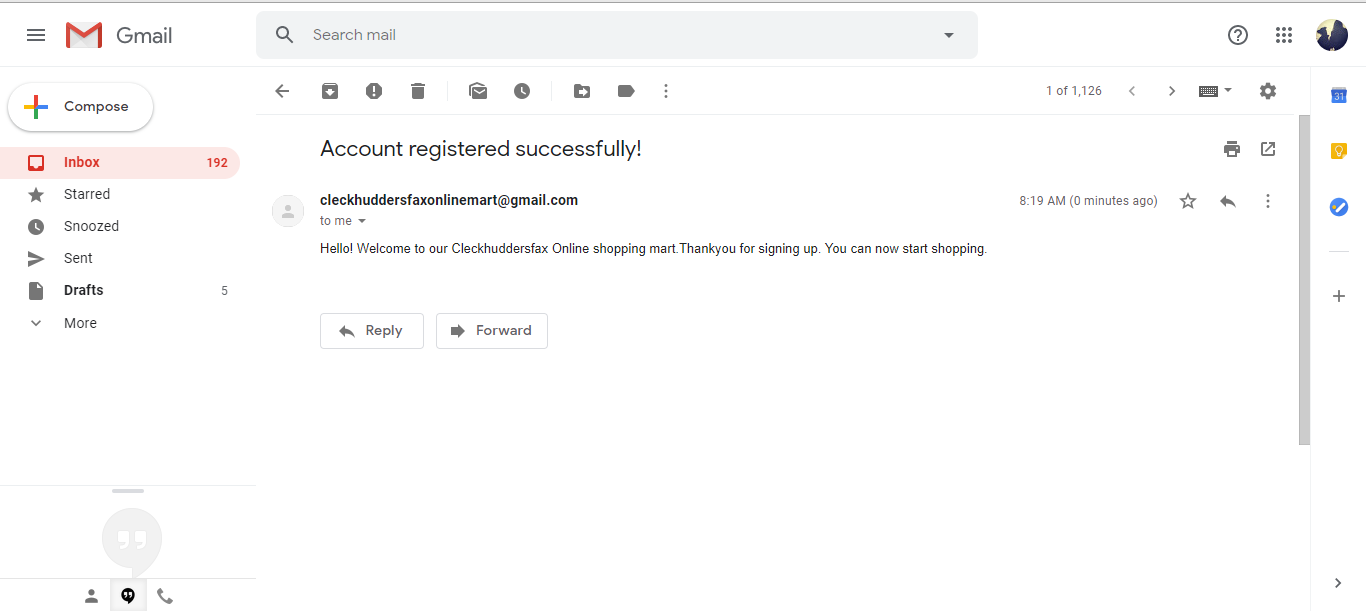 Gmail
Search mail
Compose
1 of 1,126
31
Inbox 192
Starred
Snoozed
Sent
Drafts 5
More
Account registered successfully!
cleckhuddersfaxonlinemart@gmail.com
8:19 AM (0 minutes ago)
to me
Hello! Welcome to our Cleckhuddersfax Online shopping mart.Thankyou for signing up. You can now start shopping.
Reply
Forward